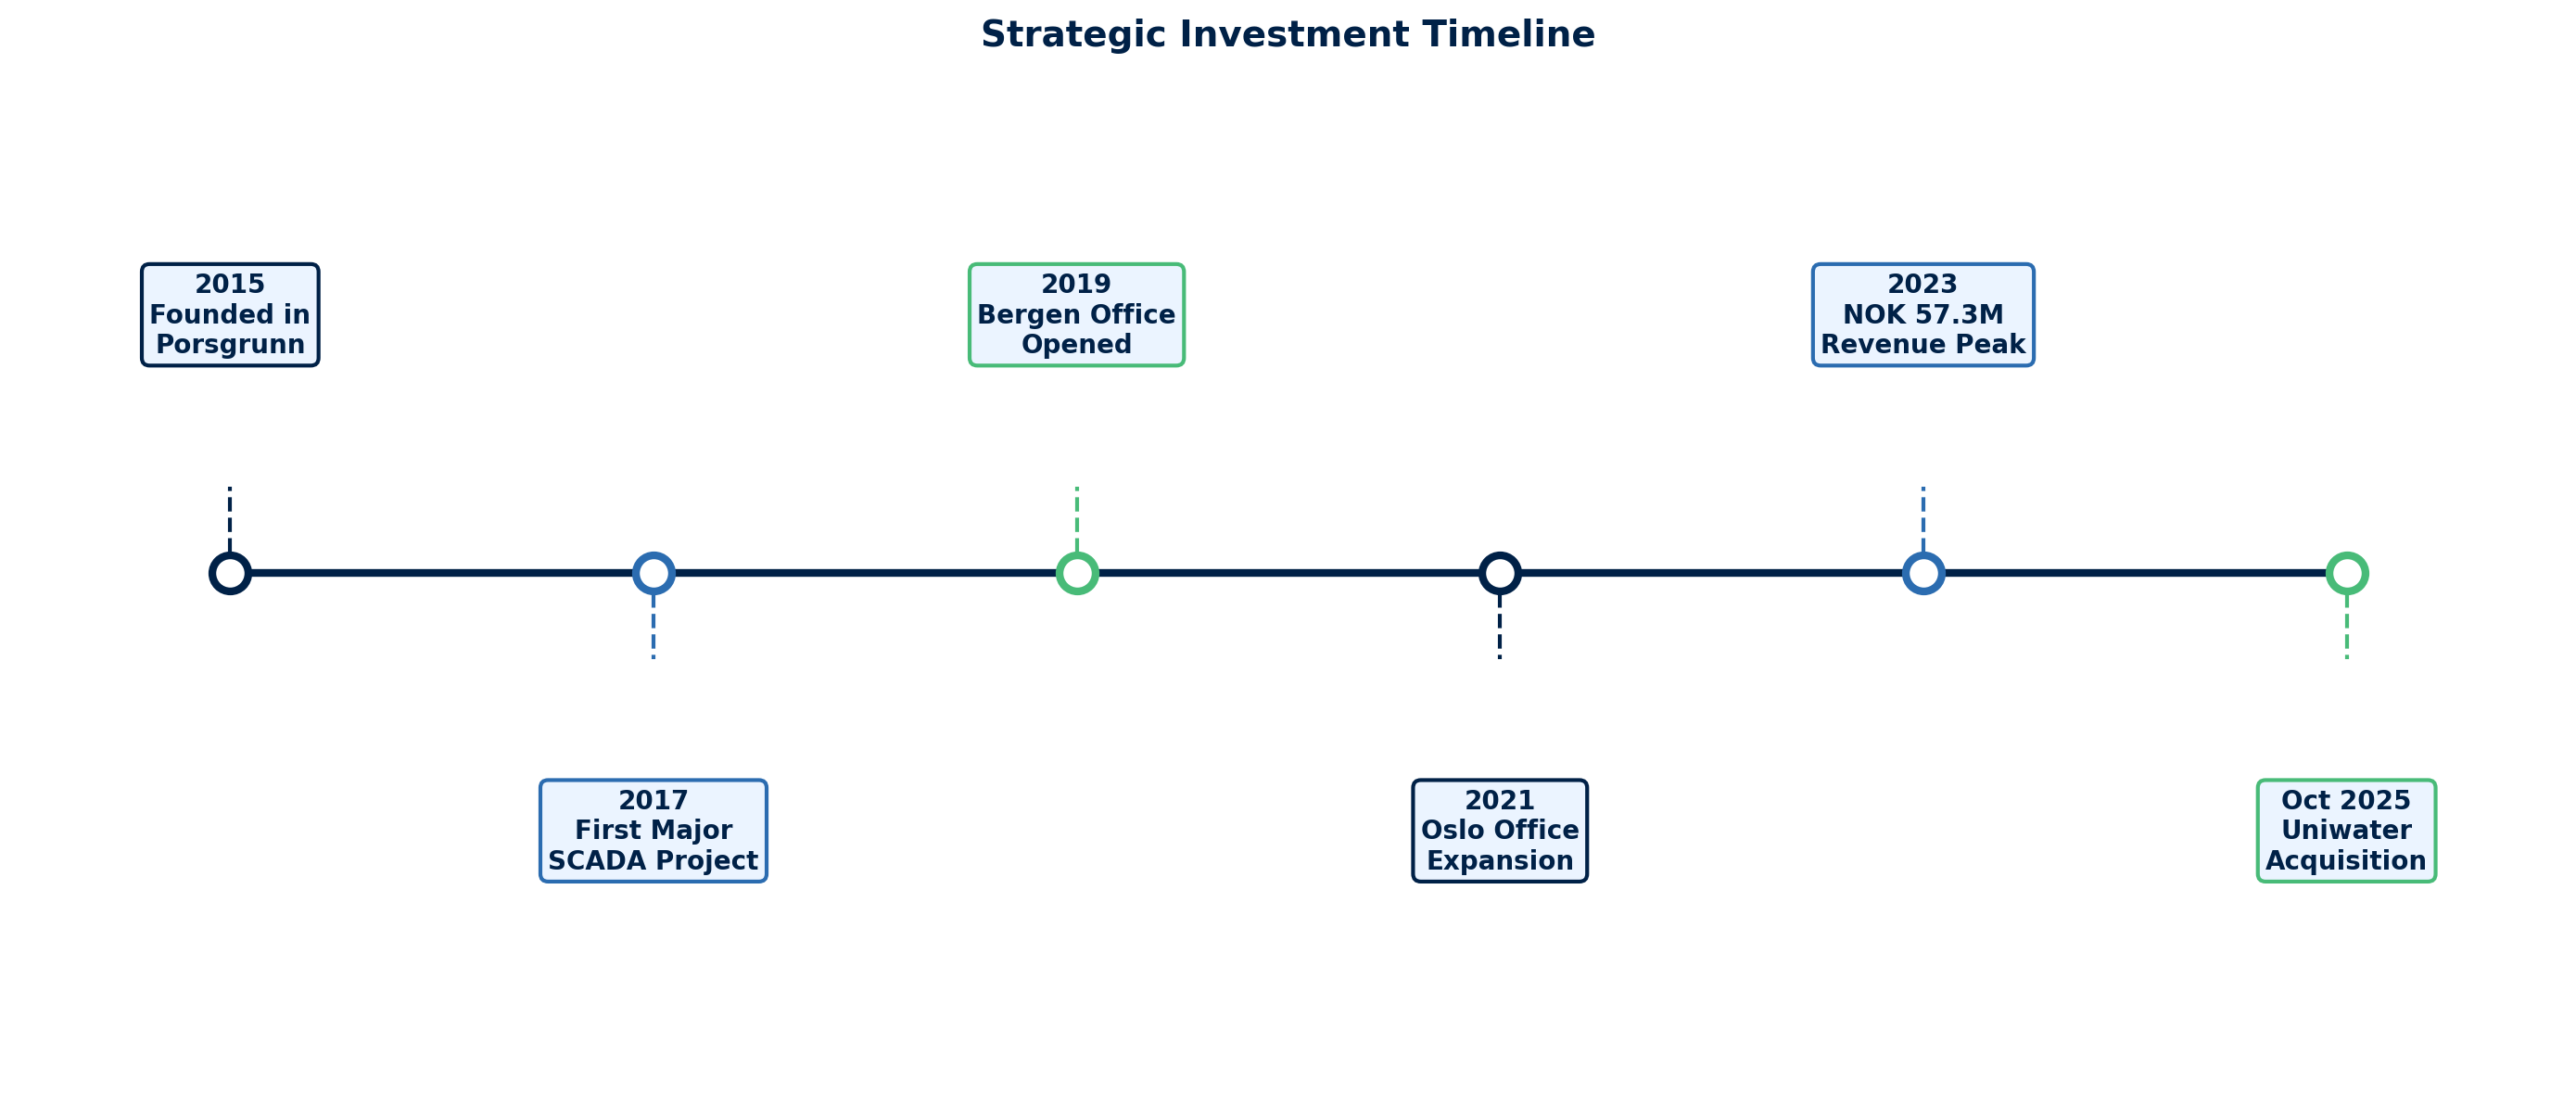 Strategic Investment Timeline
2015
Founded in
Porsgrunn
2017
First Major
SCADA Project
2019
Bergen Office
Opened
2021
Oslo Office
Expansion
2023
NOK 57.3M
Revenue Peak
Oct 2025
Uniwater
Acquisition